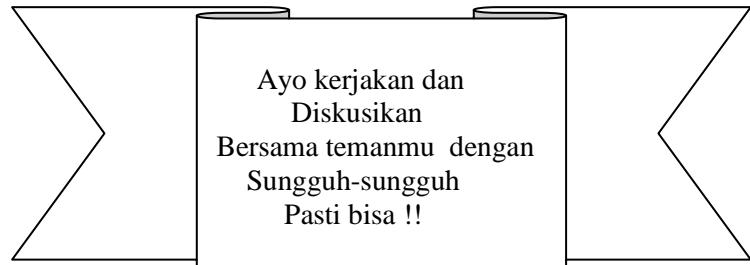 Ayo kerjakan dan
Diskusikan
Bersama temanmu dengan
Sungguh-sungguh
Pasti bisa !!